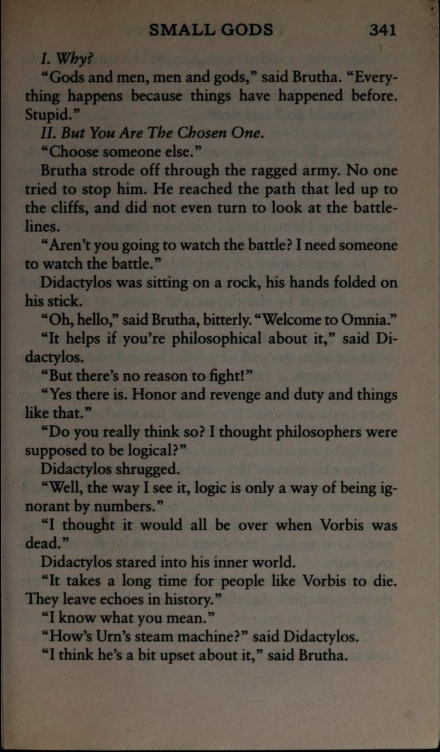 SMALL GODS 341
I. Why?
“Gods and men, men and gods,” said Brutha. “Every-
thing happens because things have happened before.
Stupid.”
II. But You Are The Chosen One.
“Choose someone else.”
Brutha strode off through the ragged army. No one
tried to stop him. He reached the path that led up to
the cliffs, and did not even turn to look at the battle-
lines.
“Aren’t you going to watch the battle? I need someone
to watch the battle.”
Didactylos was sitting on a rock, his hands folded on
his stick.
“Oh, hello,” said Brutha, bitterly. “Welcome to Omnia.”
“It helps if you’re philosophical about it,” said Di-
dactylos.
“But there’s no reason to fight!”
“Yes there is. Honor and revenge and duty and things
like that.”
“Do you really think so? I thought philosophers were
supposed to be logical?”
Didactylos shrugged.
“Well, the way I see it, logic is only a way of being ig-
norant by numbers.”
“I thought it would all be over when Vorbis was
dead.”
Didactylos stared into his inner world.
“It takes a long time for people like Vorbis to die.
They leave echoes in history.”
“I know what you mean.”
“How’s Urn’s steam machine?” said Didactylos.
“I think he’s a bit upset about it,” said Brutha.